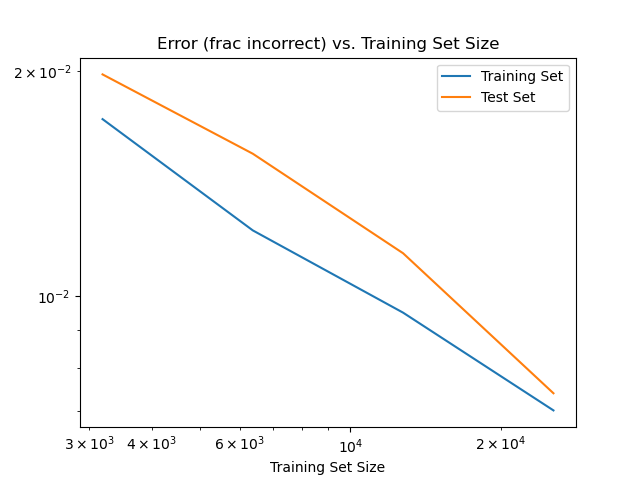 Error (frac incorrect) vs. Training Set Size
Training Set
Test Set
2 × 10⁻²
10⁻²
3 × 10³ 4 × 10³ 6 × 10³ 10⁴ 2 × 10⁴
Training Set Size